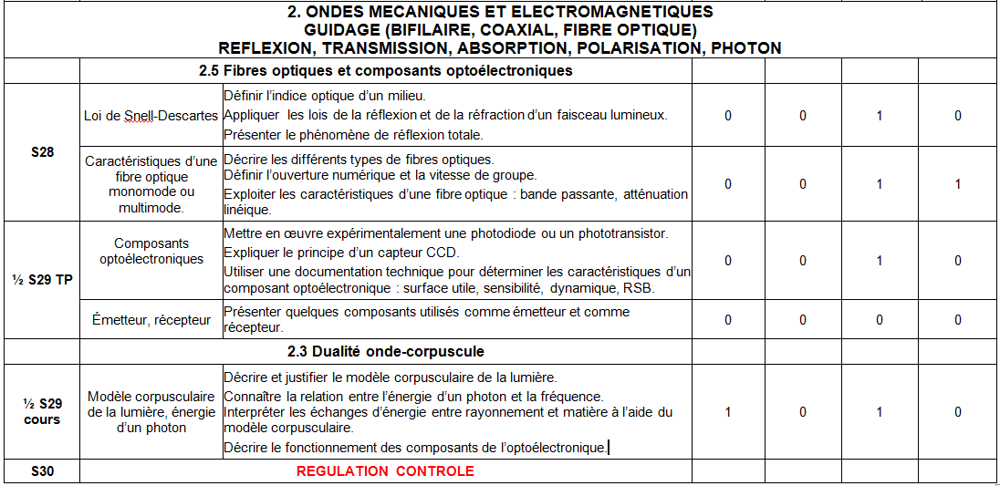 2. ONDES MECANIQUES ET ELECTROMAGNETIQUES
GUIDAGE (BIFILAIRE, COAXIAL, FIBRE OPTIQUE)
REFLEXION, TRANSMISSION, ABSORPTION, POLARISATION, PHOTON
2.5 Fibres optiques et composants optoélectroniques
S28
Loi de Snell-Descartes
Définir l’indice optique d’un milieu.
Appliquer les lois de la réflexion et de la réfraction d’un faisceau lumineux.
Présenter le phénomène de réflexion totale.
0 0 1 0
Caractéristiques d’une
fibre optique
monomode ou
multimode.
Décrire les différents types de fibres optiques.
Définir l’ouverture numérique et la vitesse de groupe.
Exploiter les caractéristiques d’une fibre optique : bande passante, atténuation
linéique.
0 0 1 1
½ S29 TP
Composants
optoélectroniques
Mettre en œuvre expérimentalement une photodiode ou un phototransistor.
Expliquer le principe d’un capteur CCD.
Utiliser une documentation technique pour déterminer les caractéristiques d’un
composant optoélectronique : surface utile, sensibilité, dynamique, RSB.
0 0 1 0
Émetteur, récepteur
Présenter quelques composants utilisés comme émetteur et comme
récepteur.
0 0 0 0
2.3 Dualité onde-corpuscule
½ S29
cours
Modèle corpusculaire
de la lumière, énergie
d’un photon
Décrire et justifier le modèle corpusculaire de la lumière.
Connaître la relation entre l’énergie d’un photon et la fréquence.
Interpréter les échanges d’énergie entre rayonnement et matière à l’aide du
modèle corpusculaire.
Décrire le fonctionnement des composants de l’optoélectronique.
1 0 1 0
S30
REGULATION CONTROLE